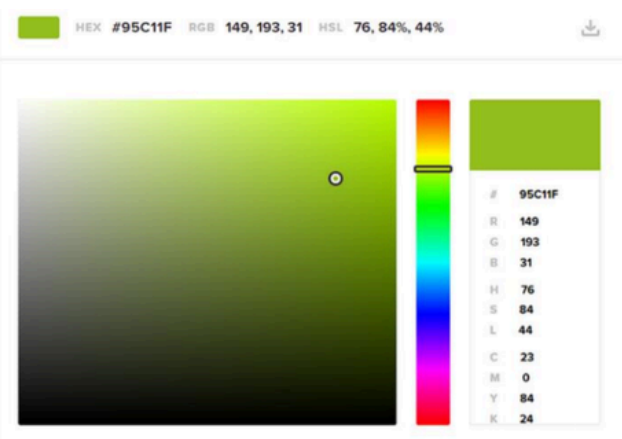 HEX #95C11F RGB 149, 193, 31 HSL 76, 84%, 44%
# 95C11F
R 149
G 193
B 31
H 76
S 84
L 44
C 23
M 0
Y 84
K 24